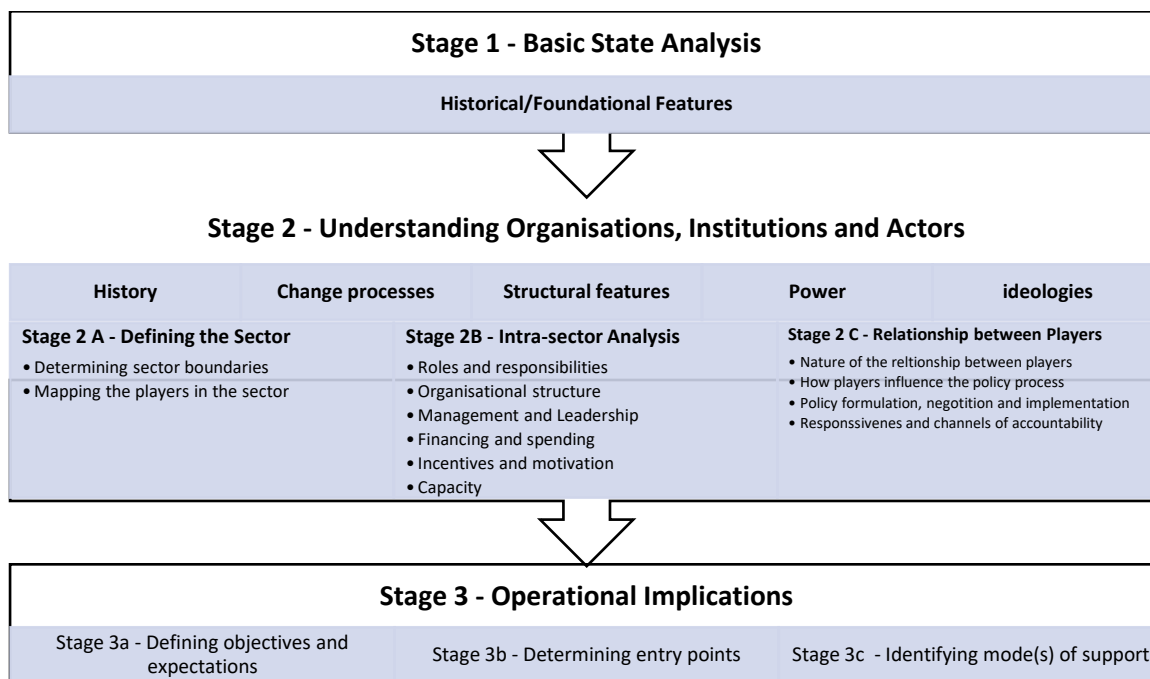 Stage 1 - Basic State Analysis
Historical/Foundational Features
Stage 2 - Understanding Organisations, Institutions and Actors
History
Change processes
Structural features
Power
ideologies
Stage 2 A - Defining the Sector
• Determining sector boundaries
• Mapping the players in the sector
Stage 2B - Intra-sector Analysis
• Roles and responsibilities
• Organisational structure
• Management and Leadership
• Financing and spending
• Incentives and motivation
• Capacity
Stage 2 C - Relationship between Players
• Nature of the reltionship between players
• How players influence the policy process
• Policy formulation, negotition and implementation
• Responssivenes and channels of accountability
Stage 3 - Operational Implications
Stage 3a - Defining objectives and
expectations
Stage 3b - Determining entry points
Stage 3c - Identifying mode(s) of support